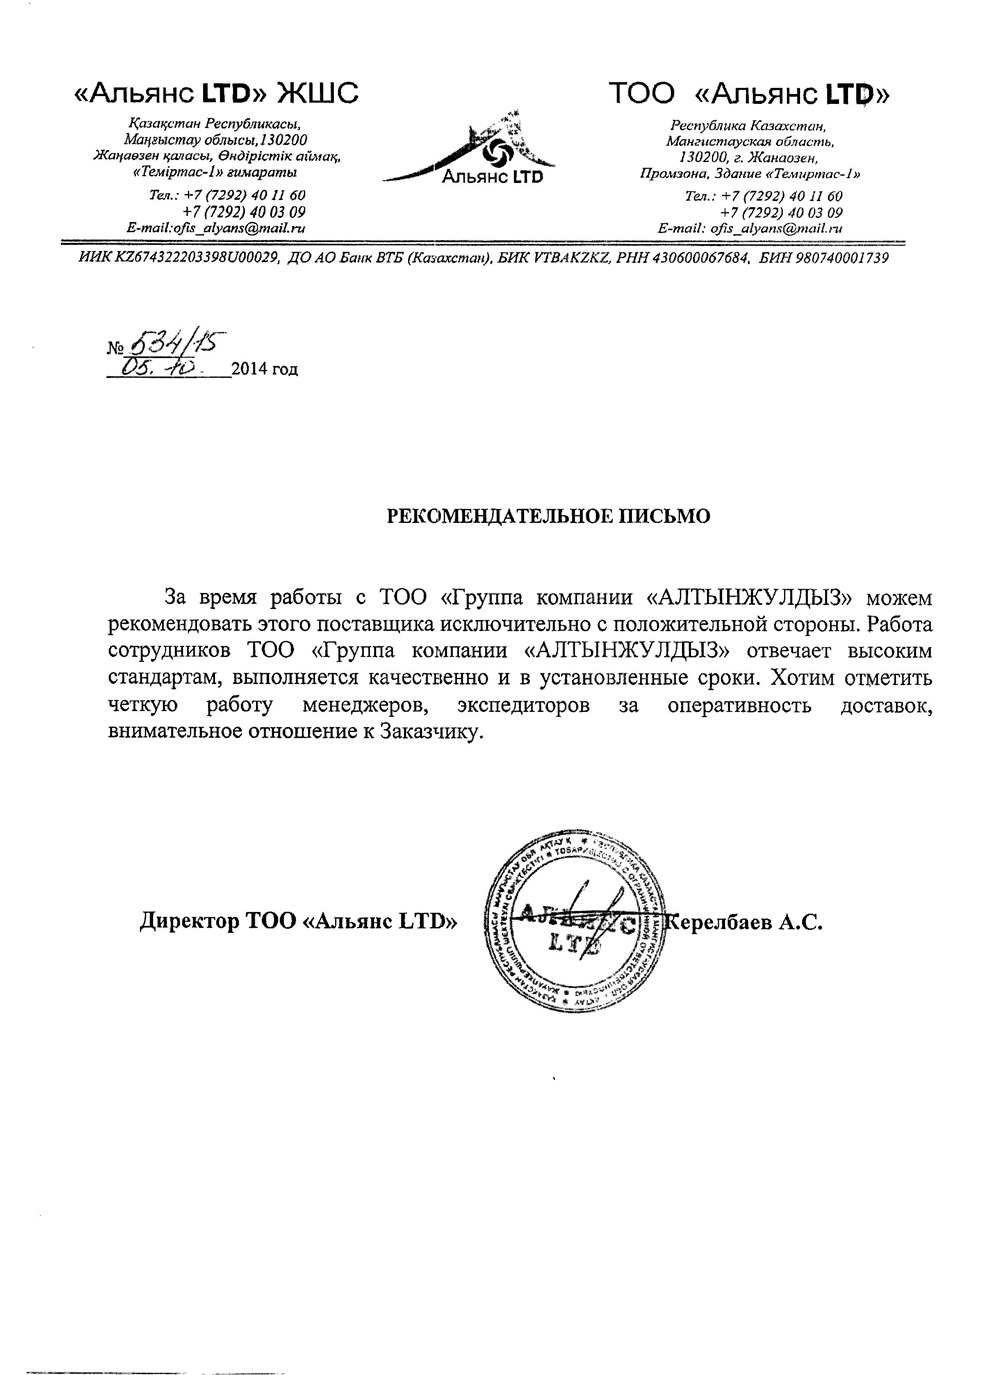 «Альянс LTD» ЖШС
Қазақстан Республикасы,
Маңғыстау облысы,130200
Жаңаөзен қаласы, Өндірістік аймақ,
«Теміртас-1» ғимараты
Тел.: +7 (7292) 40 11 60
+7 (7292) 40 03 09
E-mail:ofis_alyans@mail.ru
Альянс LTD
ТОО «Альянс LTD»
Республика Казахстан,
Мангистауская область,
130200, г. Жанаозен,
Промзона, Здание «Темиртас-1»
Тел.: +7 (7292) 40 11 60
+7 (7292) 40 03 09
E-mail: ofis_alyans@mail.ru
ИИК KZ674322203398U00029, ДО АО Банк ВТБ (Казахстан), БИК VTBAKZKZ, РНН 430600067684, БИН 980740001739
№ 534/15
05. 10. 2014 год
РЕКОМЕНДАТЕЛЬНОЕ ПИСЬМО
За время работы с ТОО «Группа компании «АЛТЫНЖУЛДЫЗ» можем
рекомендовать этого поставщика исключительно с положительной стороны. Работа
сотрудников ТОО «Группа компании «АЛТЫНЖУЛДЫЗ» отвечает высоким
стандартам, выполняется качественно и в установленные сроки. Хотим отметить
четкую работу менеджеров, экспедиторов за оперативность доставок,
внимательное отношение к Заказчику.
Директор ТОО «Альянс LTD»
АЛЬЯНС
LTD
Керелбаев А.С.